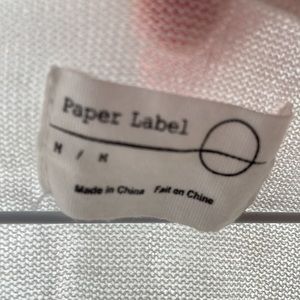 Paper Label
M / M
Made in China Fait en Chine